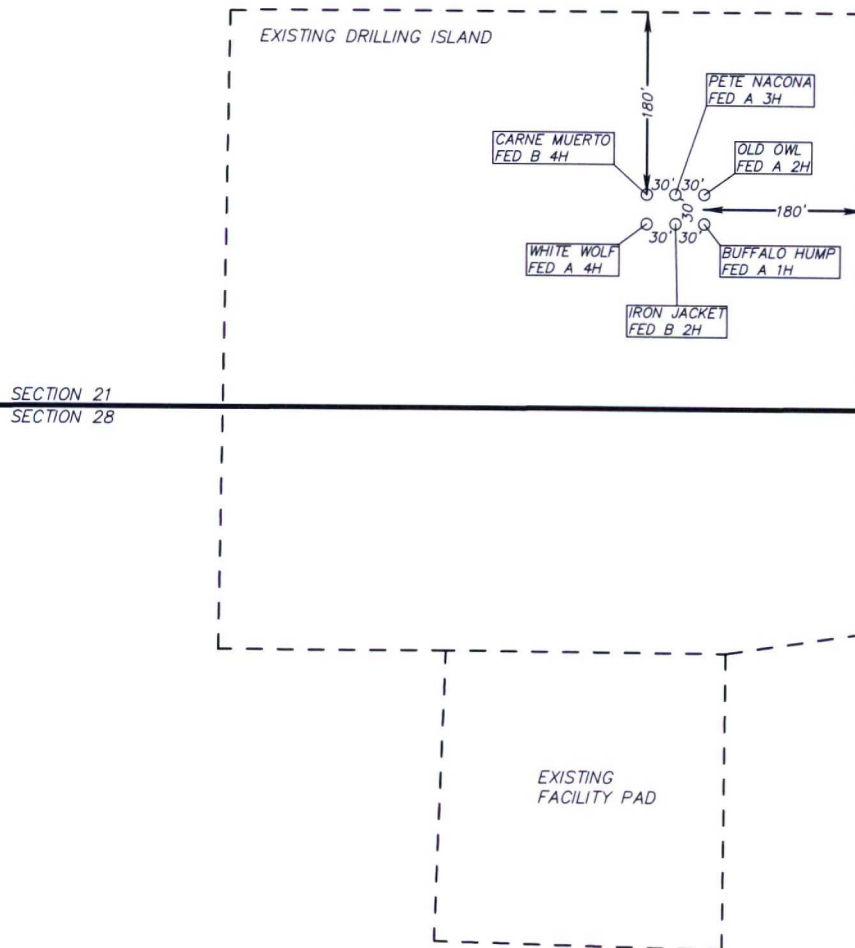 EXISTING DRILLING ISLAND
180'
PETE NACONA
FED A 3H
CARNE MUERTO
FED B 4H
OLD OWL
FED A 2H
30' 30'
30'
180'
30' 30'
WHITE WOLF
FED A 4H
BUFFALO HUMP
FED A 1H
IRON JACKET
FED B 2H
SECTION 21
SECTION 28
EXISTING
FACILITY PAD